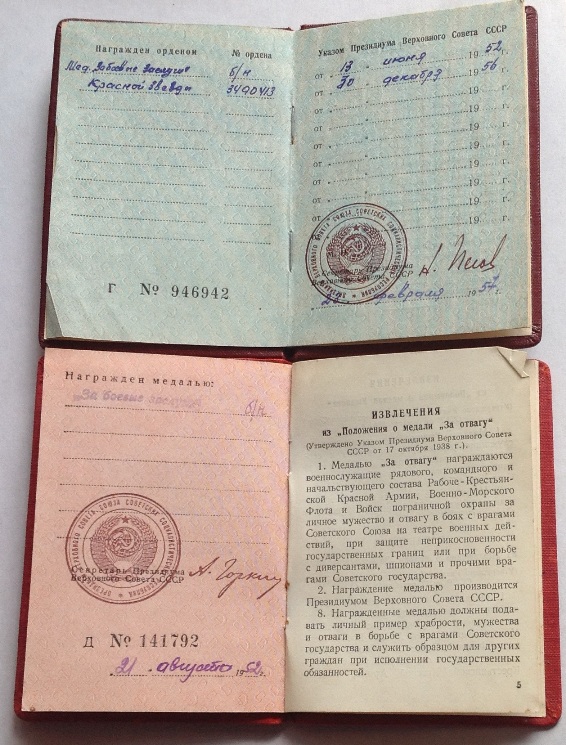 Награжден орденом
№ ордена
Мед. „За боевые заслуги“ б/н
Красной Звезды 3490413
Г № 946942
Указом Президиума Верховного Совета СССР
от „ 13 „ июня 1952 г.
от „ 30 „ декабря 1956 г.
от „ „ 19 г.
от „ „ 19 г.
от „ „ 19 г.
от „ „ 19 г.
от „ „ 19 г.
от „ „ 19 г.
от „ „ 19 г.
Секретарь Президиума
Верховного Совета СССР
февраля 1957 г.
Награжден медалью:
„За боевые заслуги“ б/н
Секретарь Президиума
Верховного Совета СССР
А. Горкин
Д № 141792
21 августа 1952 г.
ИЗВЛЕЧЕНИЯ
из „Положения о медали „За отвагу“
(Утверждено Указом Президиума Верховного Совета
СССР от 17 октября 1938 г.).
1. Медалью „За отвагу“ награждаются
военнослужащие рядового, командного и
начальствующего состава Рабоче-Крестьян-
ской Красной Армии, Военно-Морского
Флота и Войск пограничной охраны за
личное мужество и отвагу в боях с врагами
Советского Союза на театре военных дей-
ствий, при защите неприкосновенности
государственных границ или при борьбе
с диверсантами, шпионами и прочими вра-
гами Советского государства.
2. Награждение медалью производится
Президиумом Верховного Совета СССР.
8. Награжденные медалью должны пода-
вать личный пример храбрости, мужества
и отваги в борьбе с врагами Советского
государства и служить образцом для других
граждан при исполнении государственных
обязанностей.
5